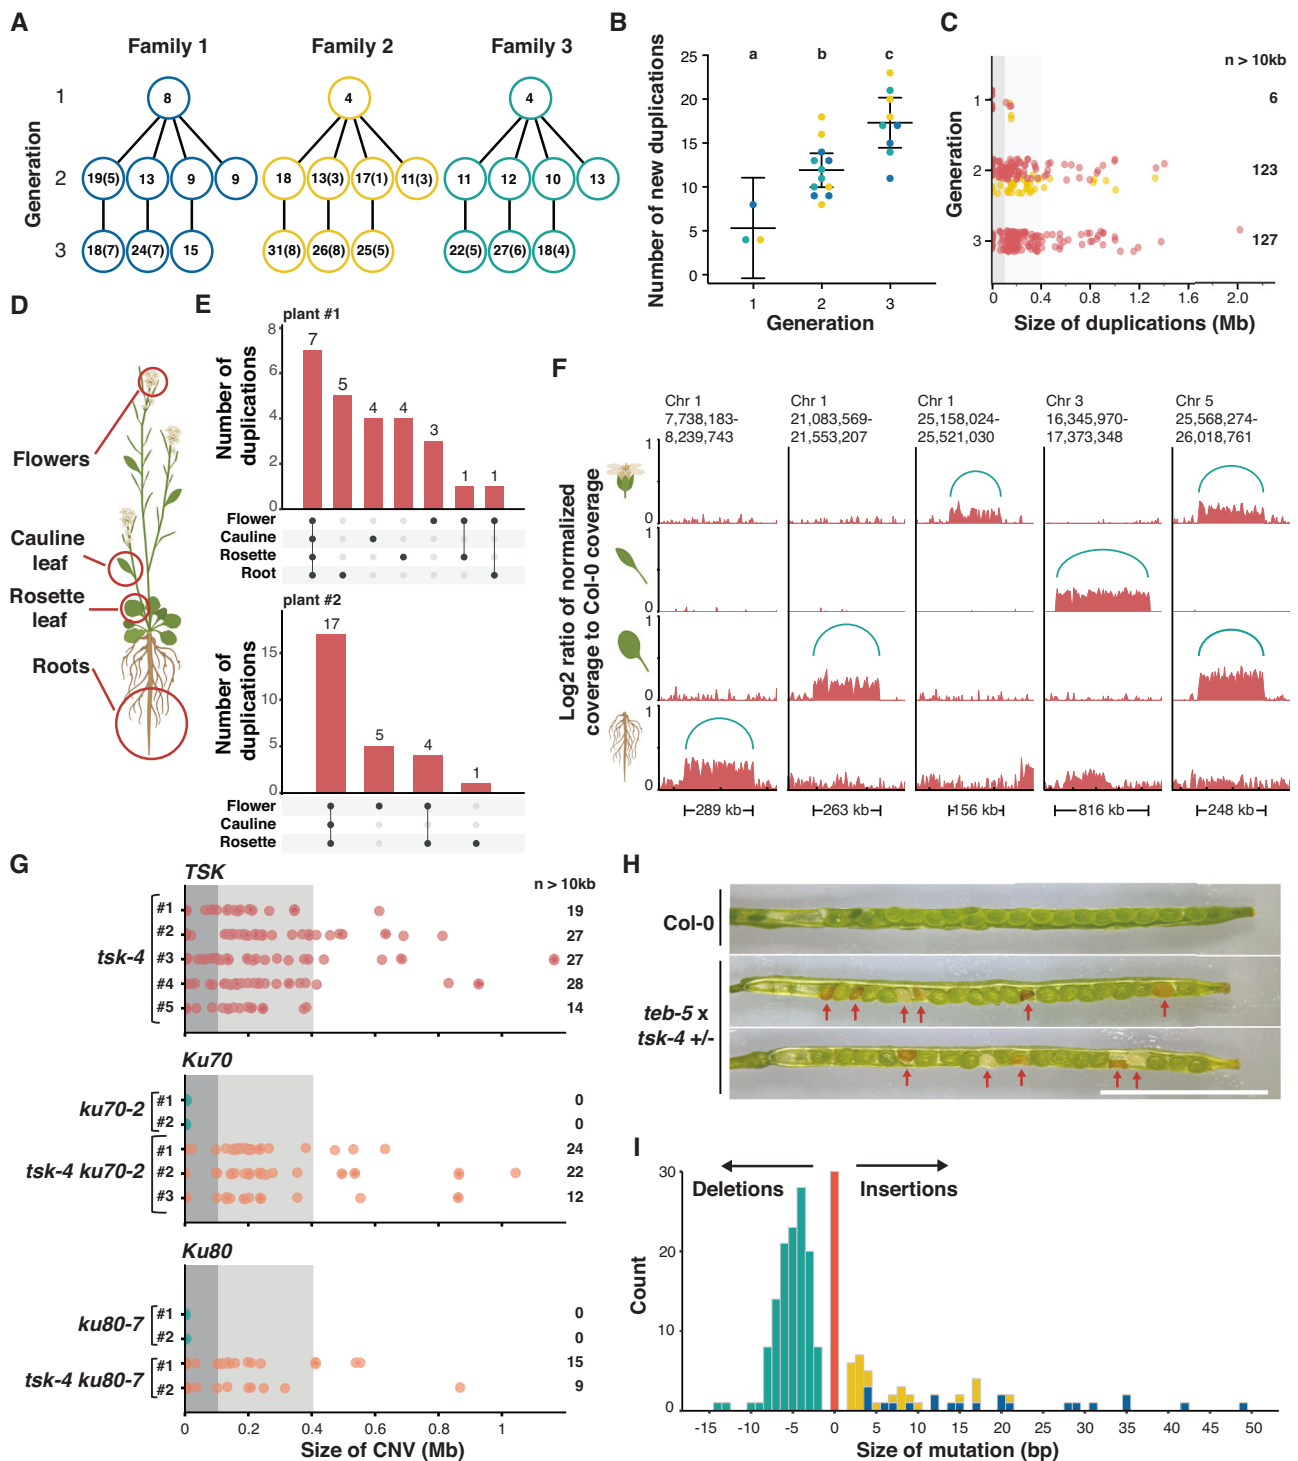 A
Family 1
Family 2
Family 3
Generation
1
2
3
8
4
4
19(5)
13
9
9
18
13(3)
17(1)
11(3)
11
12
10
13
18(7)
24(7)
15
31(8)
26(8)
25(5)
22(5)
27(6)
18(4)
B
Number of new duplications
25
20
15
10
5
0
a
b
c
1
2
3
Generation
C
n > 10kb
Generation
1
6
2
123
3
127
0
0.4
0.8
1.2
1.6
2.0
Size of duplications (Mb)
D
Flowers
Cauline
leaf
Rosette
leaf
Roots
E
plant #1
Number of
duplications
8
6
4
2
0
7
5
4
4
3
1
1
Flower
Cauline
Rosette
Root
plant #2
Number of
duplications
15
10
5
0
17
5
4
1
Flower
Cauline
Rosette
F
Log2 ratio of normalized
coverage to Col-0 coverage
Chr 1
7,738,183-
8,239,743
Chr 1
21,083,569-
21,553,207
Chr 1
25,158,024-
25,521,030
Chr 3
16,345,970-
17,373,348
Chr 5
25,568,274-
26,018,761
1
0
1
0
1
0
1
0
289 kb
263 kb
156 kb
816 kb
248 kb
G
TSK
n > 10kb
tsk-4
#1
19
#2
27
#3
27
#4
28
#5
14
Ku70
ku70-2
#1
0
#2
0
tsk-4 ku70-2
#1
24
#2
22
#3
12
Ku80
ku80-7
#1
0
#2
0
tsk-4 ku80-7
#1
15
#2
9
0
0.2
0.4
0.6
0.8
1
Size of CNV (Mb)
H
Col-0
teb-5 x
tsk-4 +/-
I
Deletions
Insertions
Count
30
20
10
0
-15
-10
-5
0
5
10
15
20
25
30
35
40
45
50
Size of mutation (bp)